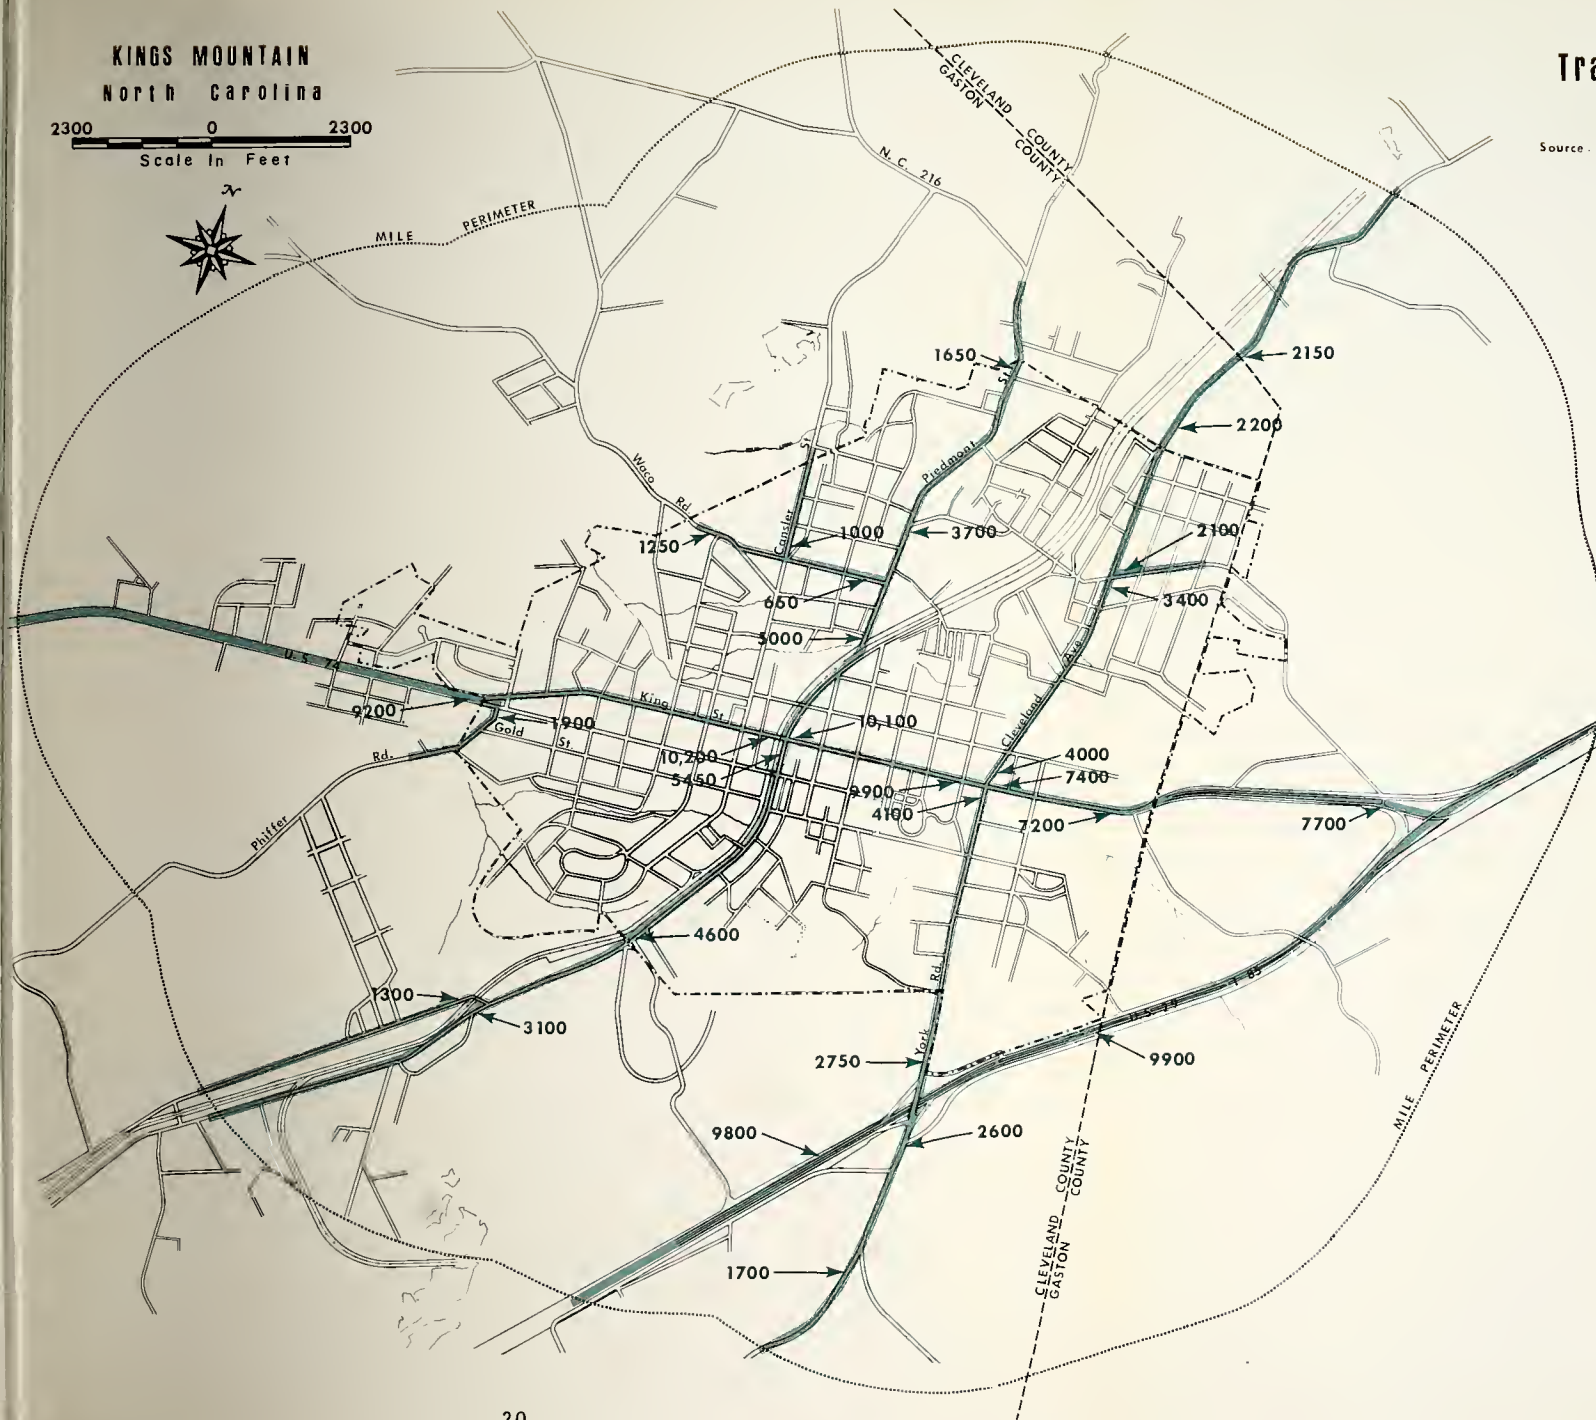 KINGS MOUNTAIN
North Carolina
2300 0 2300
Scale In Feet
N
Tra
Source
CLEVELAND COUNTY
GASTON COUNTY
N. C. 216
MILE PERIMETER
1650
St
2150
2200
Piedmont
St
Waco Rd.
Cansler
1250
1000
3700
2100
650
3400
5000
U. S. 74
Cleveland Ave
King St
9200
1900
Gold St
10,100
10,200
5450
Rd.
4000
7400
9900
4100
7200
7700
Phiffer
4600
1300
3100
Rd.
York
U.S. 29 I-85
2750
9900
MILE PERIMETER
9800
2600
CLEVELAND COUNTY
GASTON COUNTY
1700
20